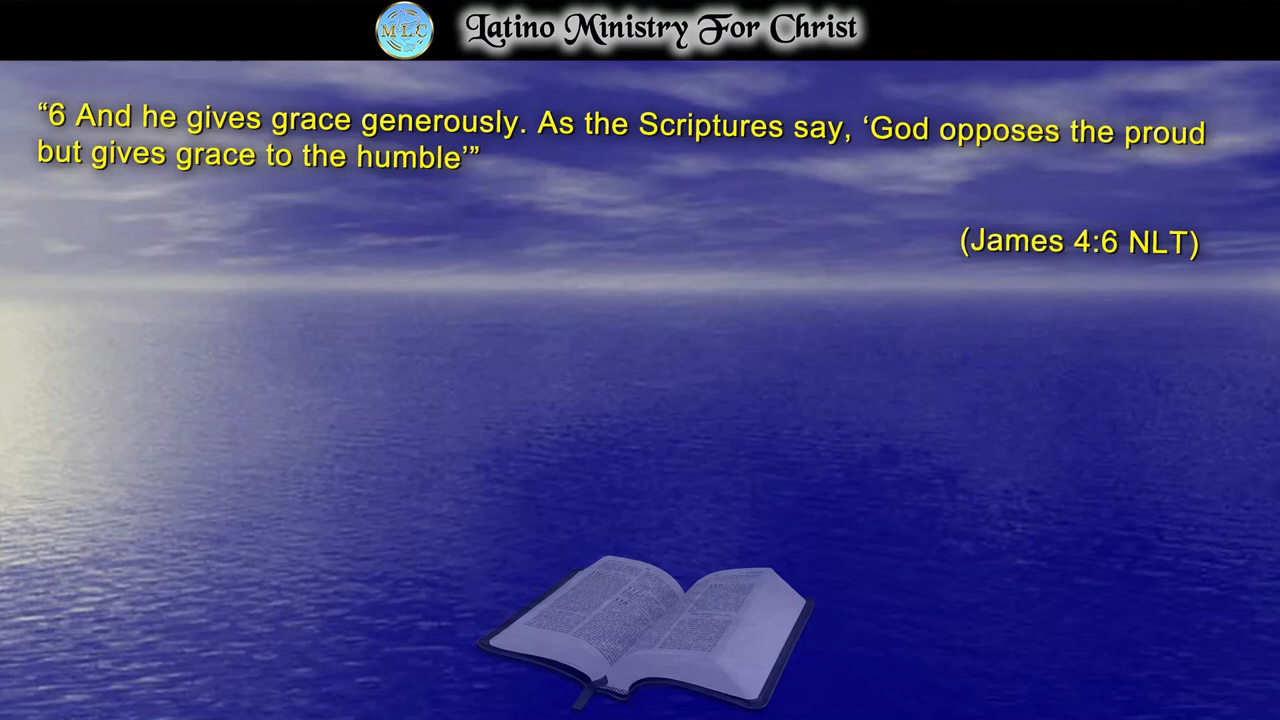 MLC
Latino Ministry For Christ
“6 And he gives grace generously. As the Scriptures say, ‘God opposes the proud
but gives grace to the humble’”
(James 4:6 NLT)